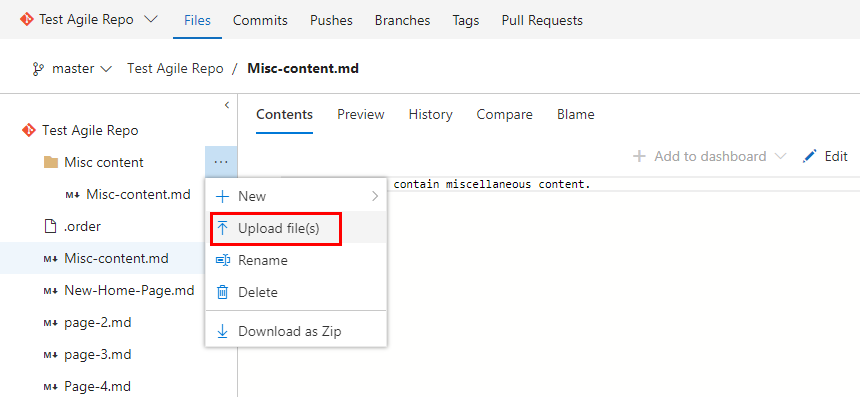 Test Agile Repo Files Commits Pushes Branches Tags Pull Requests
master Test Agile Repo / Misc-content.md
Contents Preview History Compare Blame
Add to dashboard Edit
contain miscellaneous content.
Test Agile Repo
Misc content ...
M↓ Misc-content.md
.order
M↓ Misc-content.md
M↓ New-Home-Page.md
M↓ page-2.md
M↓ page-3.md
M↓ Page-4.md
New
Upload file(s)
Rename
Delete
Download as Zip